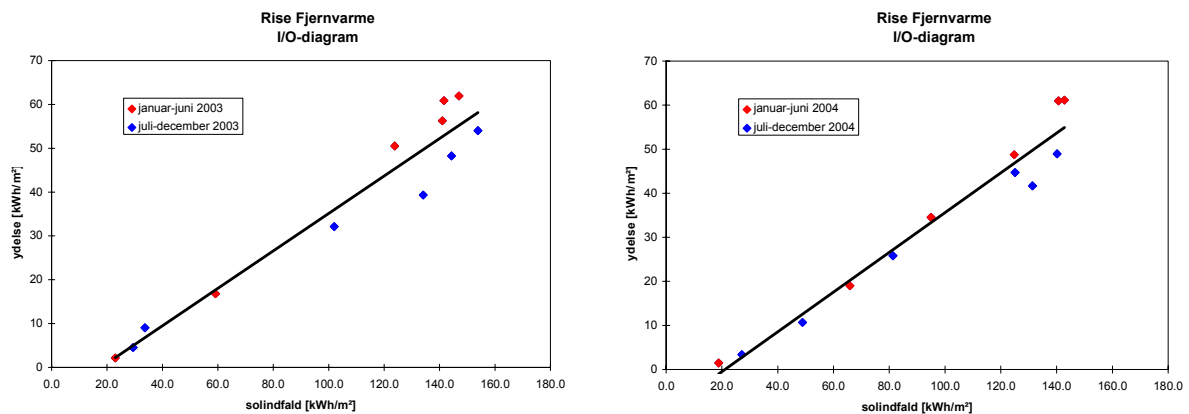 Rise Fjernvarme
I/O-diagram
70
60
50
40
30
20
10
0
ydelse [kWh/m²]
januar-juni 2003
juli-december 2003
0.0 20.0 40.0 60.0 80.0 100.0 120.0 140.0 160.0 180.0
solindfald [kWh/m²]
Rise Fjernvarme
I/O-diagram
70
60
50
40
30
20
10
0
ydelse [kWh/m²]
januar-juni 2004
juli-december 2004
0.0 20.0 40.0 60.0 80.0 100.0 120.0 140.0 160.0 180.0
solindfald [kWh/m²]